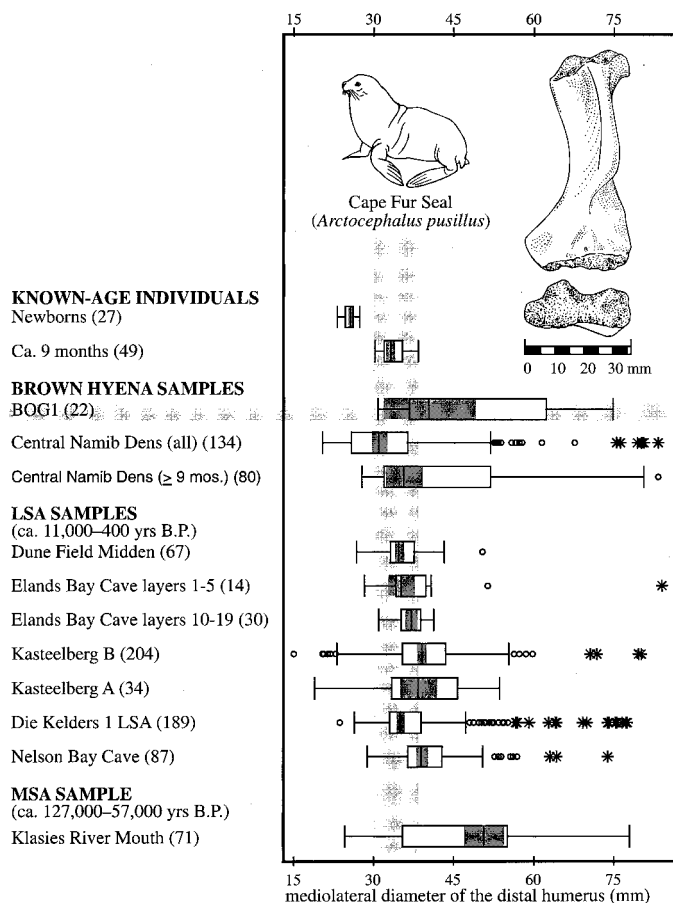 15 30 45 60 75
Cape Fur Seal
(Arctocephalus pusillus)
KNOWN-AGE INDIVIDUALS
Newborns (27)
Ca. 9 months (49)
0 10 20 30 mm
BROWN HYENA SAMPLES
BOG1 (22)
Central Namib Dens (all) (134)
Central Namib Dens (≥ 9 mos.) (80)
LSA SAMPLES
(ca. 11,000–400 yrs B.P.)
Dune Field Midden (67)
Elands Bay Cave layers 1-5 (14)
Elands Bay Cave layers 10-19 (30)
Kasteelberg B (204)
Kasteelberg A (34)
Die Kelders 1 LSA (189)
Nelson Bay Cave (87)
MSA SAMPLE
(ca. 127,000–57,000 yrs B.P.)
Klasies River Mouth (71)
15 30 45 60 75
mediolateral diameter of the distal humerus (mm)